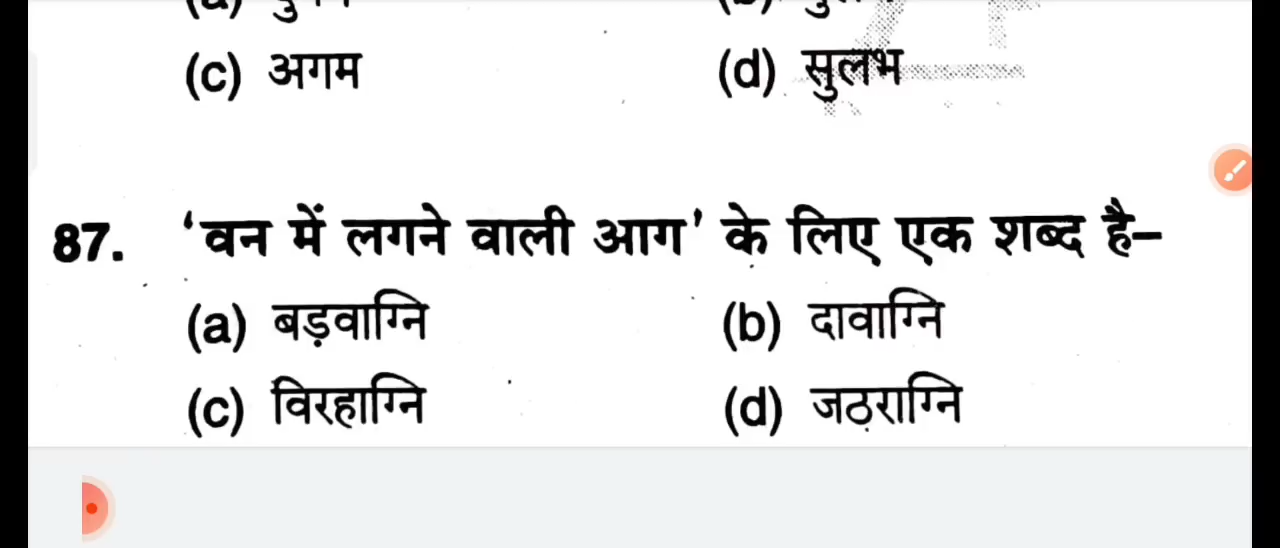 (c) अगम (d) सुलभ
87. 'वन में लगने वाली आग' के लिए एक शब्द है–
(a) बड़वाग्नि (b) दावाग्नि
(c) विरहाग्नि (d) जठराग्नि